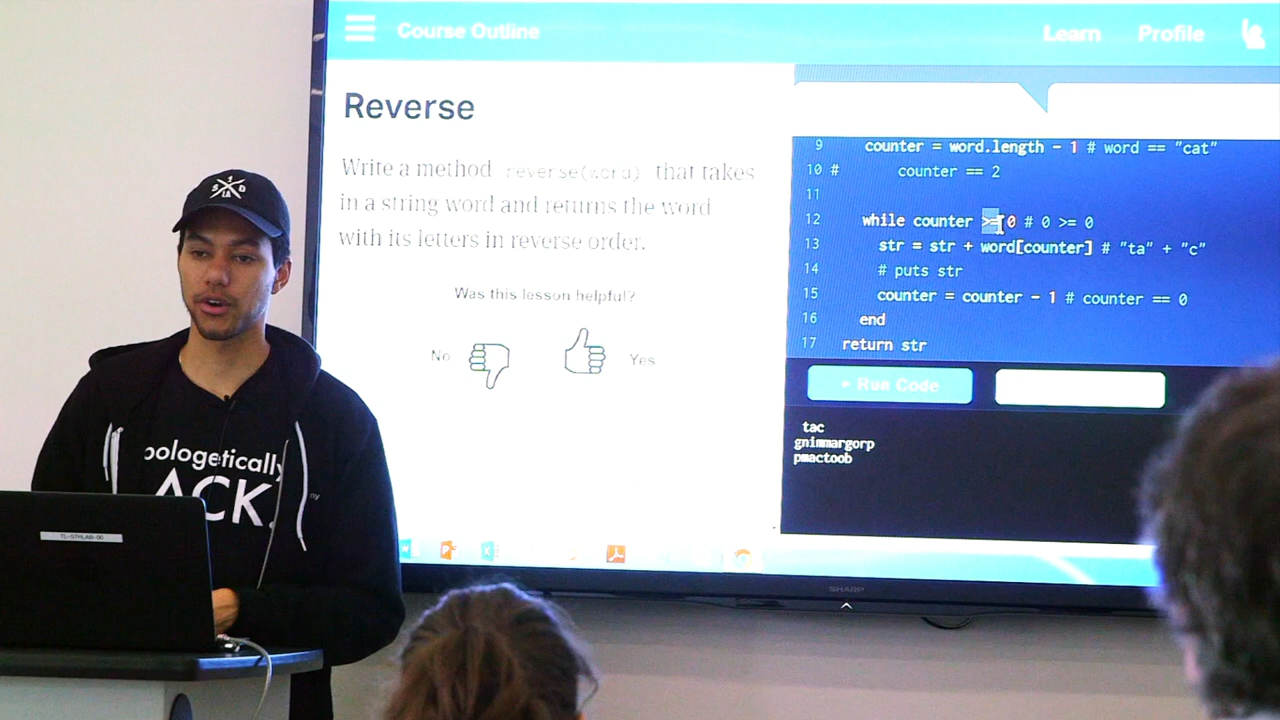 Course Outline
Learn Profile
Reverse
Write a method reverse(word) that takes
in a string word and returns the word
with its letters in reverse order.
Was this lesson helpful?
No Yes
9 counter = word.length - 1 # word == "cat"
10 # counter == 2
11
12 while counter >= 0 # 0 >= 0
13 str = str + word[counter] # "ta" + "c"
14 # puts str
15 counter = counter - 1 # counter == 0
16 end
17 return str
Run Code
tac
gnimmargorp
pmactoob
SHARP
S J D
LA
ologetically
ACK.
ny